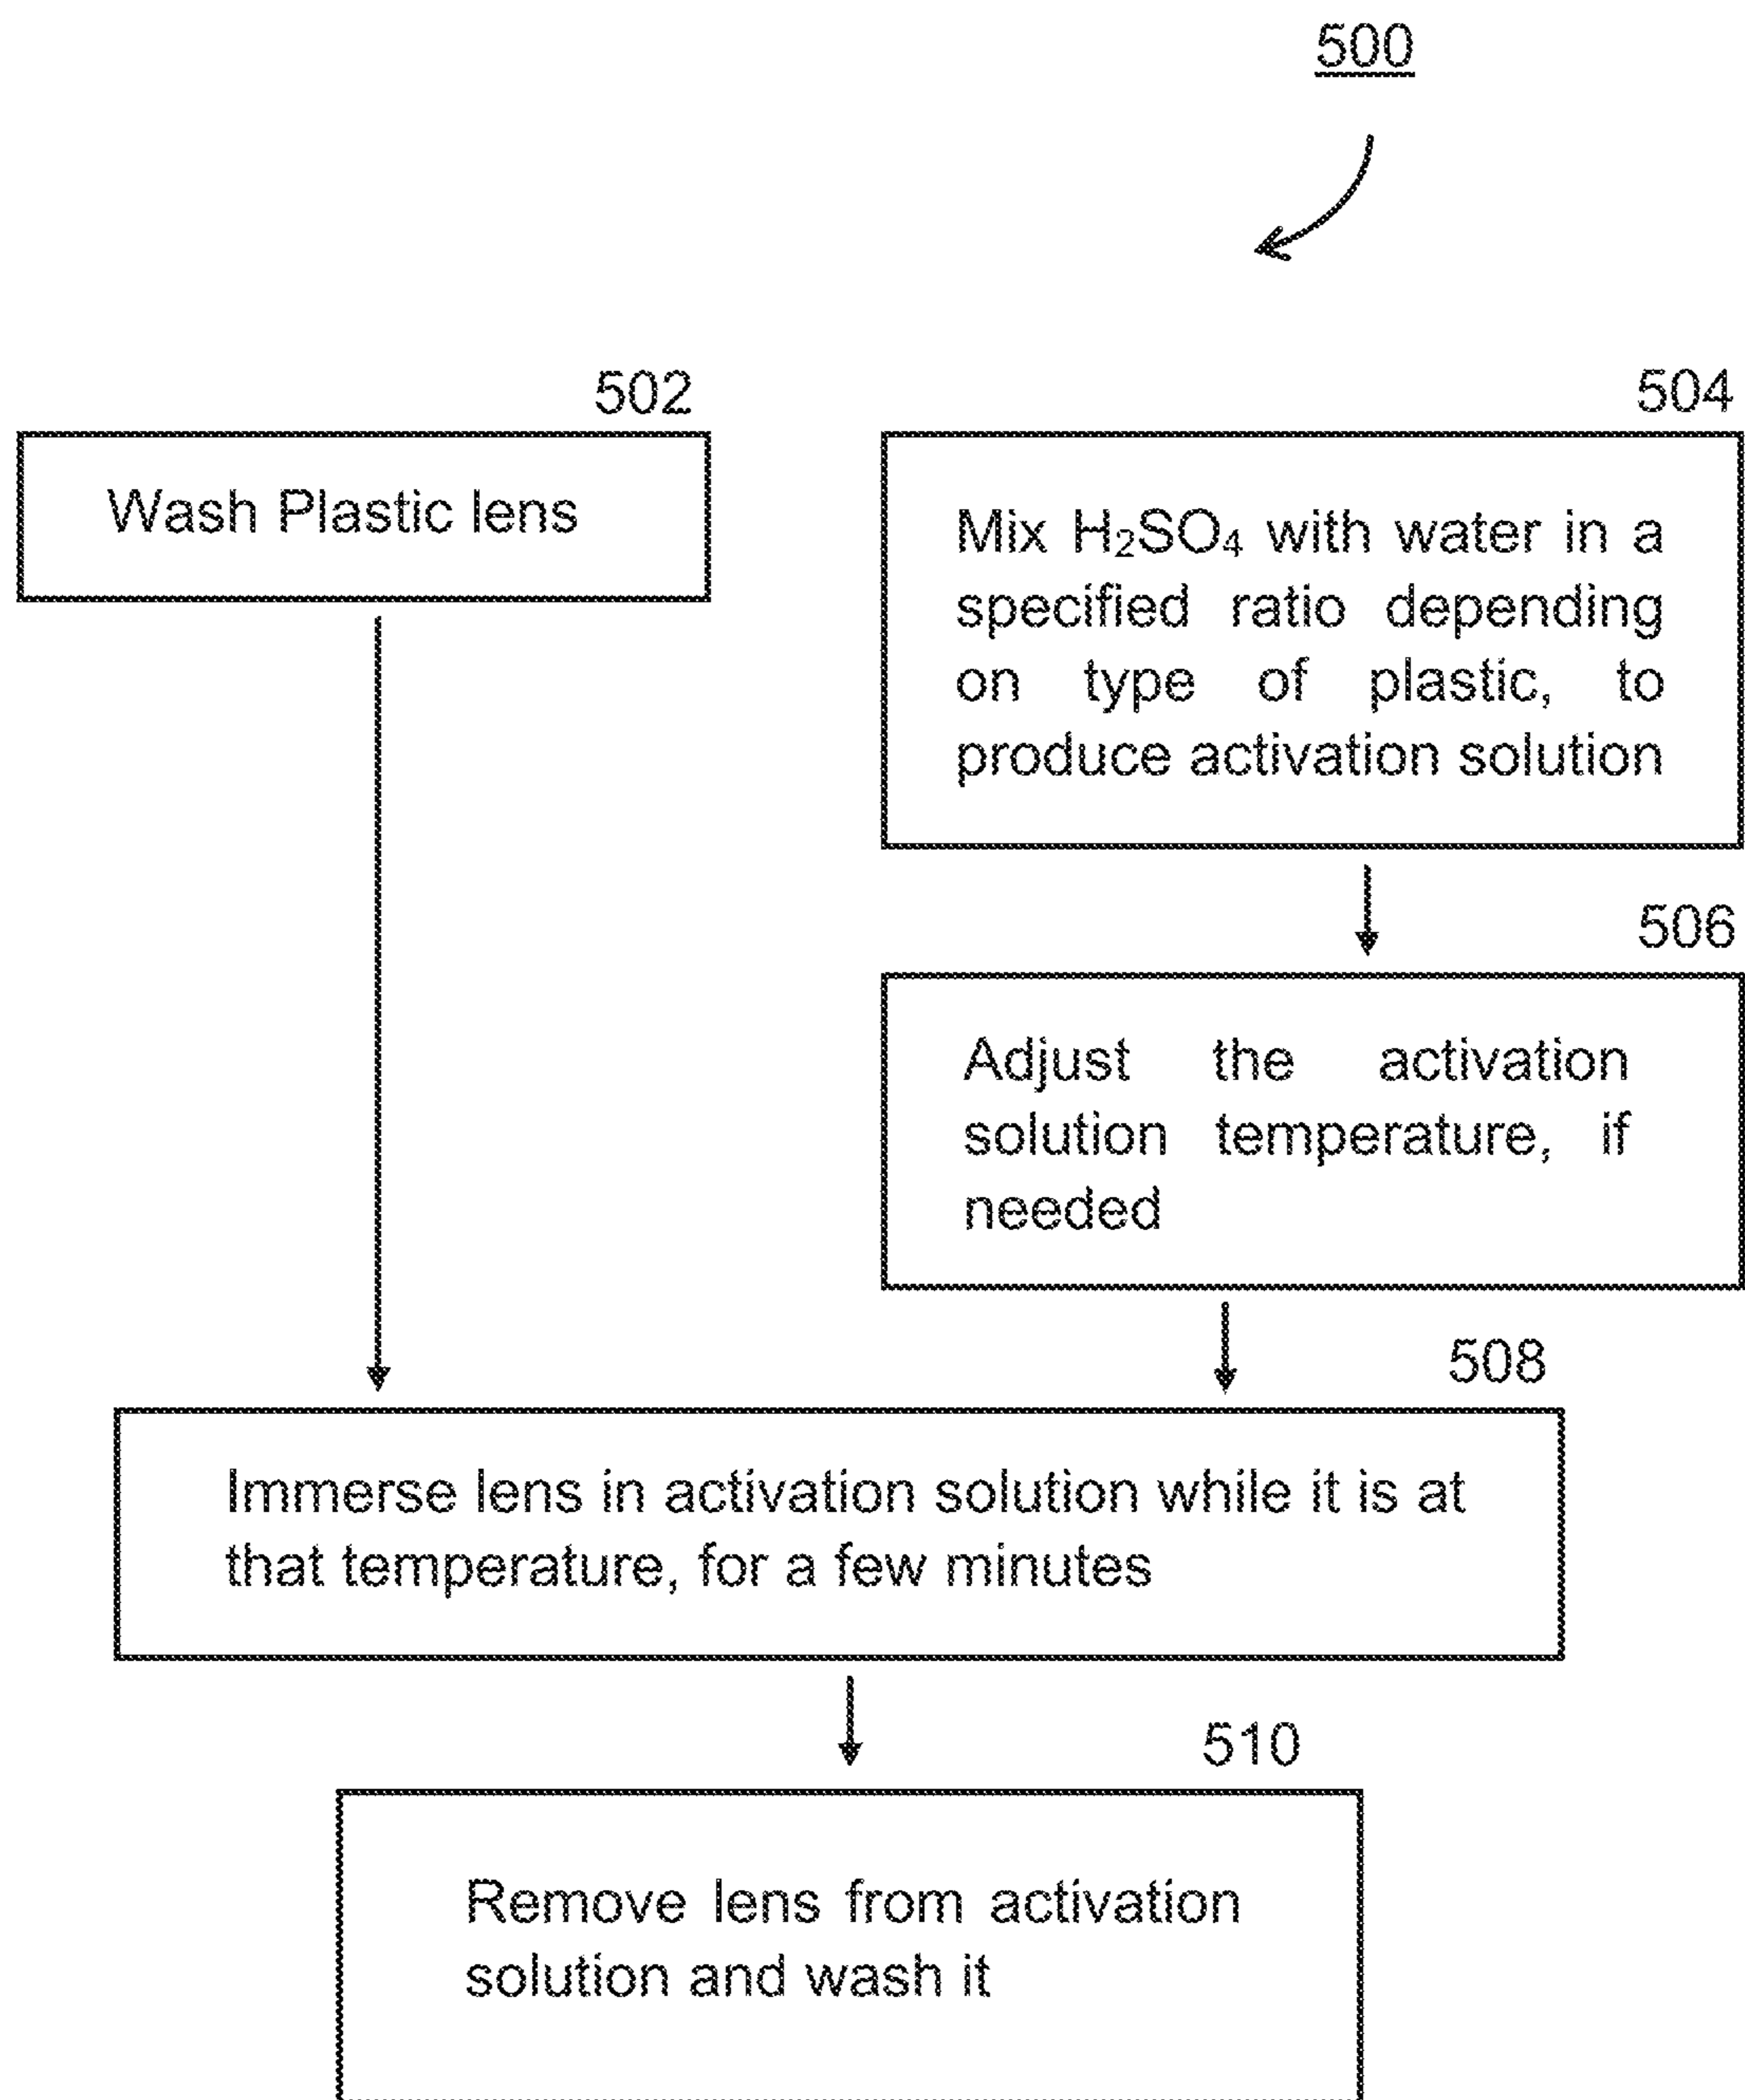 500
502
Wash Plastic lens
504
Mix H₂SO₄ with water in a
specified ratio depending
on type of plastic, to
produce activation solution
506
Adjust the activation
solution temperature, if
needed
508
Immerse lens in activation solution while it is at
that temperature, for a few minutes
510
Remove lens from activation
solution and wash it